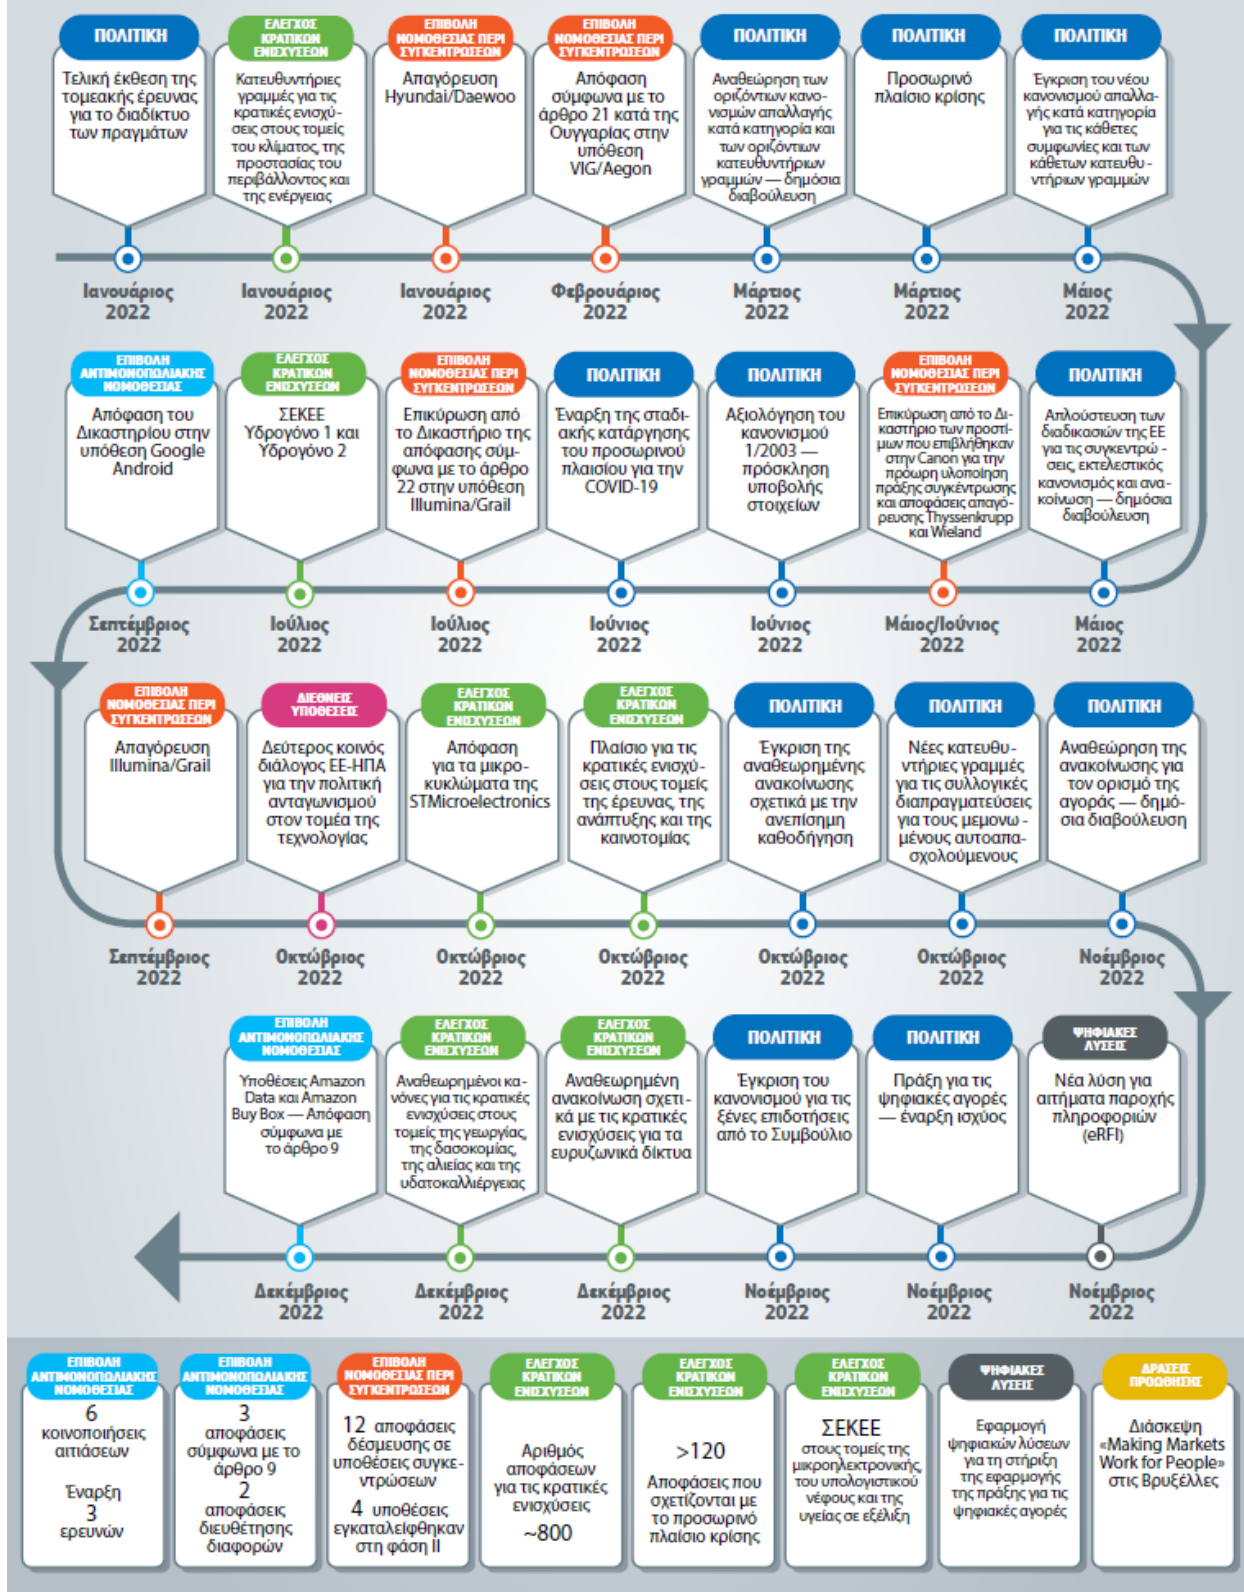 ΠΟΛΙΤΙΚΗ
Τελική έκθεση της
τομεακής έρευνας
για το διαδίκτυο
των πραγμάτων
Ιανουάριος
2022
ΕΛΕΓΧΟΣ
ΚΡΑΤΙΚΩΝ
ΕΝΙΣΧΥΣΕΩΝ
Κατευθυντήριες
γραμμές για τις
κρατικές ενισχύ-
σεις στους τομείς
του κλίματος, της
προστασίας του
περιβάλλοντος και
της ενέργειας
Ιανουάριος
2022
ΕΠΙΒΟΛΗ
ΝΟΜΟΘΕΣΙΑΣ ΠΕΡΙ
ΣΥΓΚΕΝΤΡΩΣΕΩΝ
Απαγόρευση
Hyundai/Daewoo
Ιανουάριος
2022
ΕΠΙΒΟΛΗ
ΝΟΜΟΘΕΣΙΑΣ ΠΕΡΙ
ΣΥΓΚΕΝΤΡΩΣΕΩΝ
Απόφαση
σύμφωνα με το
άρθρο 21 κατά της
Ουγγαρίας στην
υπόθεση
VIG/Aegon
Φεβρουάριος
2022
ΠΟΛΙΤΙΚΗ
Αναθεώρηση των
οριζόντιων κανο-
νισμών απαλλαγής
κατά κατηγορία και
των οριζόντιων
κατευθυντήριων
γραμμών — δημόσια
διαβούλευση
Μάρτιος
2022
ΠΟΛΙΤΙΚΗ
Προσωρινό
πλαίσιο κρίσης
Μάρτιος
2022
ΠΟΛΙΤΙΚΗ
Έγκριση του νέου
κανονισμού απαλλα-
γής κατά κατηγορία
για τις κάθετες
συμφωνίες και των
κάθετων κατευθυ-
ντήριων γραμμών
Μάιος
2022
ΕΠΙΒΟΛΗ
ΑΝΤΙΜΟΝΟΠΩΛΙΑΚΗΣ
ΝΟΜΟΘΕΣΙΑΣ
Απόφαση του
Δικαστηρίου στην
υπόθεση Google
Android
Σεπτέμβριος
2022
ΕΛΕΓΧΟΣ
ΚΡΑΤΙΚΩΝ
ΕΝΙΣΧΥΣΕΩΝ
ΣΕΚΕΕ
Υδρογόνο 1 και
Υδρογόνο 2
Ιούλιος
2022
ΕΠΙΒΟΛΗ
ΝΟΜΟΘΕΣΙΑΣ ΠΕΡΙ
ΣΥΓΚΕΝΤΡΩΣΕΩΝ
Επικύρωση από
το Δικαστήριο της
απόφασης σύμ-
φωνα με το άρθρο
22 στην υπόθεση
Illumina/Grail
Ιούλιος
2022
ΠΟΛΙΤΙΚΗ
Έναρξη της σταδι-
ακής κατάργησης
του προσωρινού
πλαισίου για την
COVID-19
Ιούνιος
2022
ΠΟΛΙΤΙΚΗ
Αξιολόγηση του
κανονισμού
1/2003 —
πρόσκληση
υποβολής
στοιχείων
Ιούνιος
2022
ΕΠΙΒΟΛΗ
ΝΟΜΟΘΕΣΙΑΣ ΠΕΡΙ
ΣΥΓΚΕΝΤΡΩΣΕΩΝ
Επικύρωση από το Δι-
καστήριο των προστί-
μων που επιβλήθηκαν
στην Canon για την
πρόωρη υλοποίηση
πράξης συγκέντρωσης
και αποφάσεις απαγό-
ρευσης Thyssenkrupp
και Wieland
Μάιος/Ιούνιος
2022
ΠΟΛΙΤΙΚΗ
Απλούστευση των
διαδικασιών της ΕΕ
για τις συγκεντρώ -
σεις, εκτελεστικός
κανονισμός και ανα-
κοίνωση — δημόσια
διαβούλευση
Μάιος
2022
ΕΠΙΒΟΛΗ
ΝΟΜΟΘΕΣΙΑΣ ΠΕΡΙ
ΣΥΓΚΕΝΤΡΩΣΕΩΝ
Απαγόρευση
Illumina/Grail
Σεπτέμβριος
2022
ΔΙΕΘΝΕΙΣ
ΥΠΟΘΕΣΕΙΣ
Δεύτερος κοινός
διάλογος ΕΕ-ΗΠΑ
για την πολιτική
ανταγωνισμού
στον τομέα της
τεχνολογίας
Οκτώβριος
2022
ΕΛΕΓΧΟΣ
ΚΡΑΤΙΚΩΝ
ΕΝΙΣΧΥΣΕΩΝ
Απόφαση
για τα μικρο-
κυκλώματα της
STMicroelectronics
Οκτώβριος
2022
ΕΛΕΓΧΟΣ
ΚΡΑΤΙΚΩΝ
ΕΝΙΣΧΥΣΕΩΝ
Πλαίσιο για τις
κρατικές ενισχύ-
σεις στους τομείς
της έρευνας, της
ανάπτυξης και της
καινοτομίας
Οκτώβριος
2022
ΠΟΛΙΤΙΚΗ
Έγκριση της
αναθεωρημένης
ανακοίνωσης
σχετικά με την
ανεπίσημη
καθοδήγηση
Οκτώβριος
2022
ΠΟΛΙΤΙΚΗ
Νέες κατευθυ -
ντήριες γραμμές
για τις συλλογικές
διαπραγματεύσεις
για τους μεμονω -
μένους αυτοαπα-
σχολούμενους
Οκτώβριος
2022
ΠΟΛΙΤΙΚΗ
Αναθεώρηση της
ανακοίνωσης για
τον ορισμό της
αγοράς — δημό-
σια διαβούλευση
Νοέμβριος
2022
ΕΠΙΒΟΛΗ
ΑΝΤΙΜΟΝΟΠΩΛΙΑΚΗΣ
ΝΟΜΟΘΕΣΙΑΣ
Υποθέσεις Amazon
Data και Amazon
Buy Box — Απόφαση
σύμφωνα με
το άρθρο 9
Δεκέμβριος
2022
ΕΛΕΓΧΟΣ
ΚΡΑΤΙΚΩΝ
ΕΝΙΣΧΥΣΕΩΝ
Αναθεωρημένοι κα-
νόνες για τις κρατικές
ενισχύσεις στους
τομείς της γεωργίας,
της δασοκομίας,
της αλιείας και της
υδατοκαλλιέργειας
Δεκέμβριος
2022
ΕΛΕΓΧΟΣ
ΚΡΑΤΙΚΩΝ
ΕΝΙΣΧΥΣΕΩΝ
Αναθεωρημένη
ανακοίνωση σχετι-
κά με τις κρατικές
ενισχύσεις για τα
ευρυζωνικά δίκτυα
Δεκέμβριος
2022
ΠΟΛΙΤΙΚΗ
Έγκριση του
κανονισμού για τις
ξένες επιδοτήσεις
από το Συμβούλιο
Νοέμβριος
2022
ΠΟΛΙΤΙΚΗ
Πράξη για τις
ψηφιακές αγορές
— έναρξη ισχύος
Νοέμβριος
2022
ΨΗΦΙΑΚΕΣ
ΛΥΣΕΙΣ
Νέα λύση για
αιτήματα παροχής
πληροφοριών
(eRFI)
Νοέμβριος
2022
ΕΠΙΒΟΛΗ
ΑΝΤΙΜΟΝΟΠΩΛΙΑΚΗΣ
ΝΟΜΟΘΕΣΙΑΣ
6
κοινοποιήσεις
αιτιάσεων
Έναρξη
3
ερευνών
ΕΠΙΒΟΛΗ
ΑΝΤΙΜΟΝΟΠΩΛΙΑΚΗΣ
ΝΟΜΟΘΕΣΙΑΣ
3
αποφάσεις
σύμφωνα με το
άρθρο 9
2
αποφάσεις
διευθέτησης
διαφορών
ΕΠΙΒΟΛΗ
ΝΟΜΟΘΕΣΙΑΣ ΠΕΡΙ
ΣΥΓΚΕΝΤΡΩΣΕΩΝ
12 αποφάσεις
δέσμευσης σε
υποθέσεις συγκε-
ντρώσεων
4 υποθέσεις
εγκαταλείφθηκαν
στη φάση II
ΕΛΕΓΧΟΣ
ΚΡΑΤΙΚΩΝ
ΕΝΙΣΧΥΣΕΩΝ
Αριθμός
αποφάσεων
για τις κρατικές
ενισχύσεις
~800
ΕΛΕΓΧΟΣ
ΚΡΑΤΙΚΩΝ
ΕΝΙΣΧΥΣΕΩΝ
>120
Αποφάσεις που
σχετίζονται με
το προσωρινό
πλαίσιο κρίσης
ΕΛΕΓΧΟΣ
ΚΡΑΤΙΚΩΝ
ΕΝΙΣΧΥΣΕΩΝ
ΣΕΚΕΕ
στους τομείς της
μικροηλεκτρονικής,
του υπολογιστικού
νέφους και της
υγείας σε εξέλιξη
ΨΗΦΙΑΚΕΣ
ΛΥΣΕΙΣ
Εφαρμογή
ψηφιακών λύσεων
για τη στήριξη
της εφαρμογής
της πράξης για τις
ψηφιακές αγορές
ΔΡΑΣΕΙΣ
ΠΡΟΩΘΗΣΗΣ
Διάσκεψη
«Making Markets
Work for People»
στις Βρυξέλλες